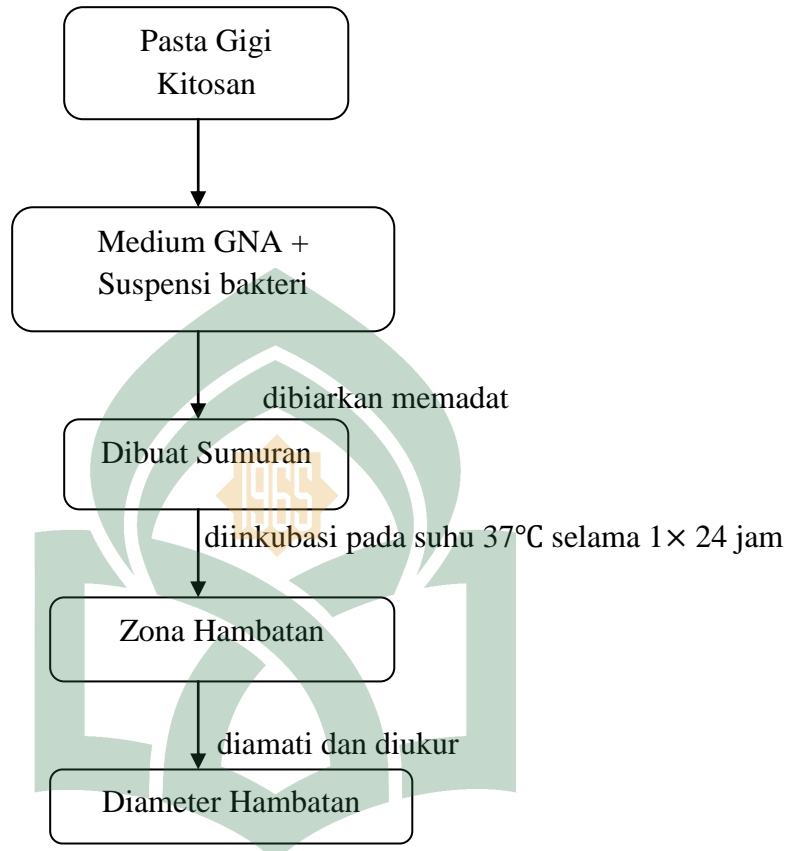 Pasta Gigi
Kitosan
Medium GNA +
Suspensi bakteri
dibiarkan memadat
Dibuat Sumuran
1965
diinkubasi pada suhu 37℃ selama 1× 24 jam
Zona Hambatan
diamati dan diukur
Diameter Hambatan